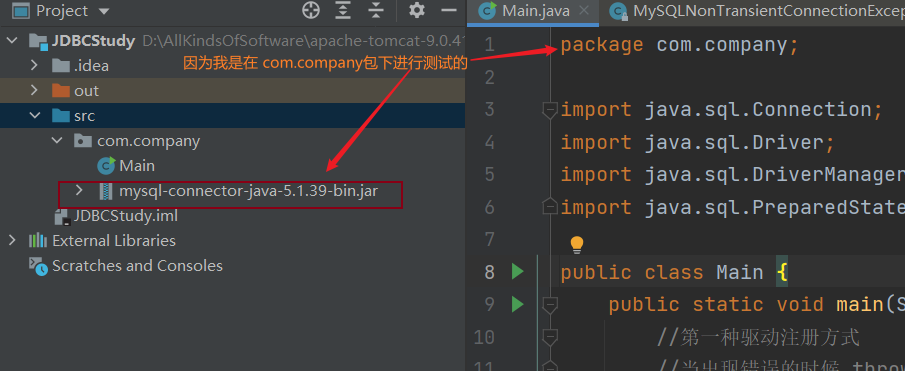 Project
JDBCStudy D:\AllKindsOfSoftware\apache-tomcat-9.0.41
.idea
out
src
com.company
Main
mysql-connector-java-5.1.39-bin.jar
JDBCStudy.iml
External Libraries
Scratches and Consoles
因为我是在 com.company包下进行测试的
Main.java
MySQLNonTransientConnectionExcep
1 package com.company;
2
3 import java.sql.Connection;
4 import java.sql.Driver;
5 import java.sql.DriverManager
6 import java.sql.PreparedState
7
8 public class Main {
9 public static void main(S
10 //第一种驱动注册方式
11 //当出现错误的时候 throw